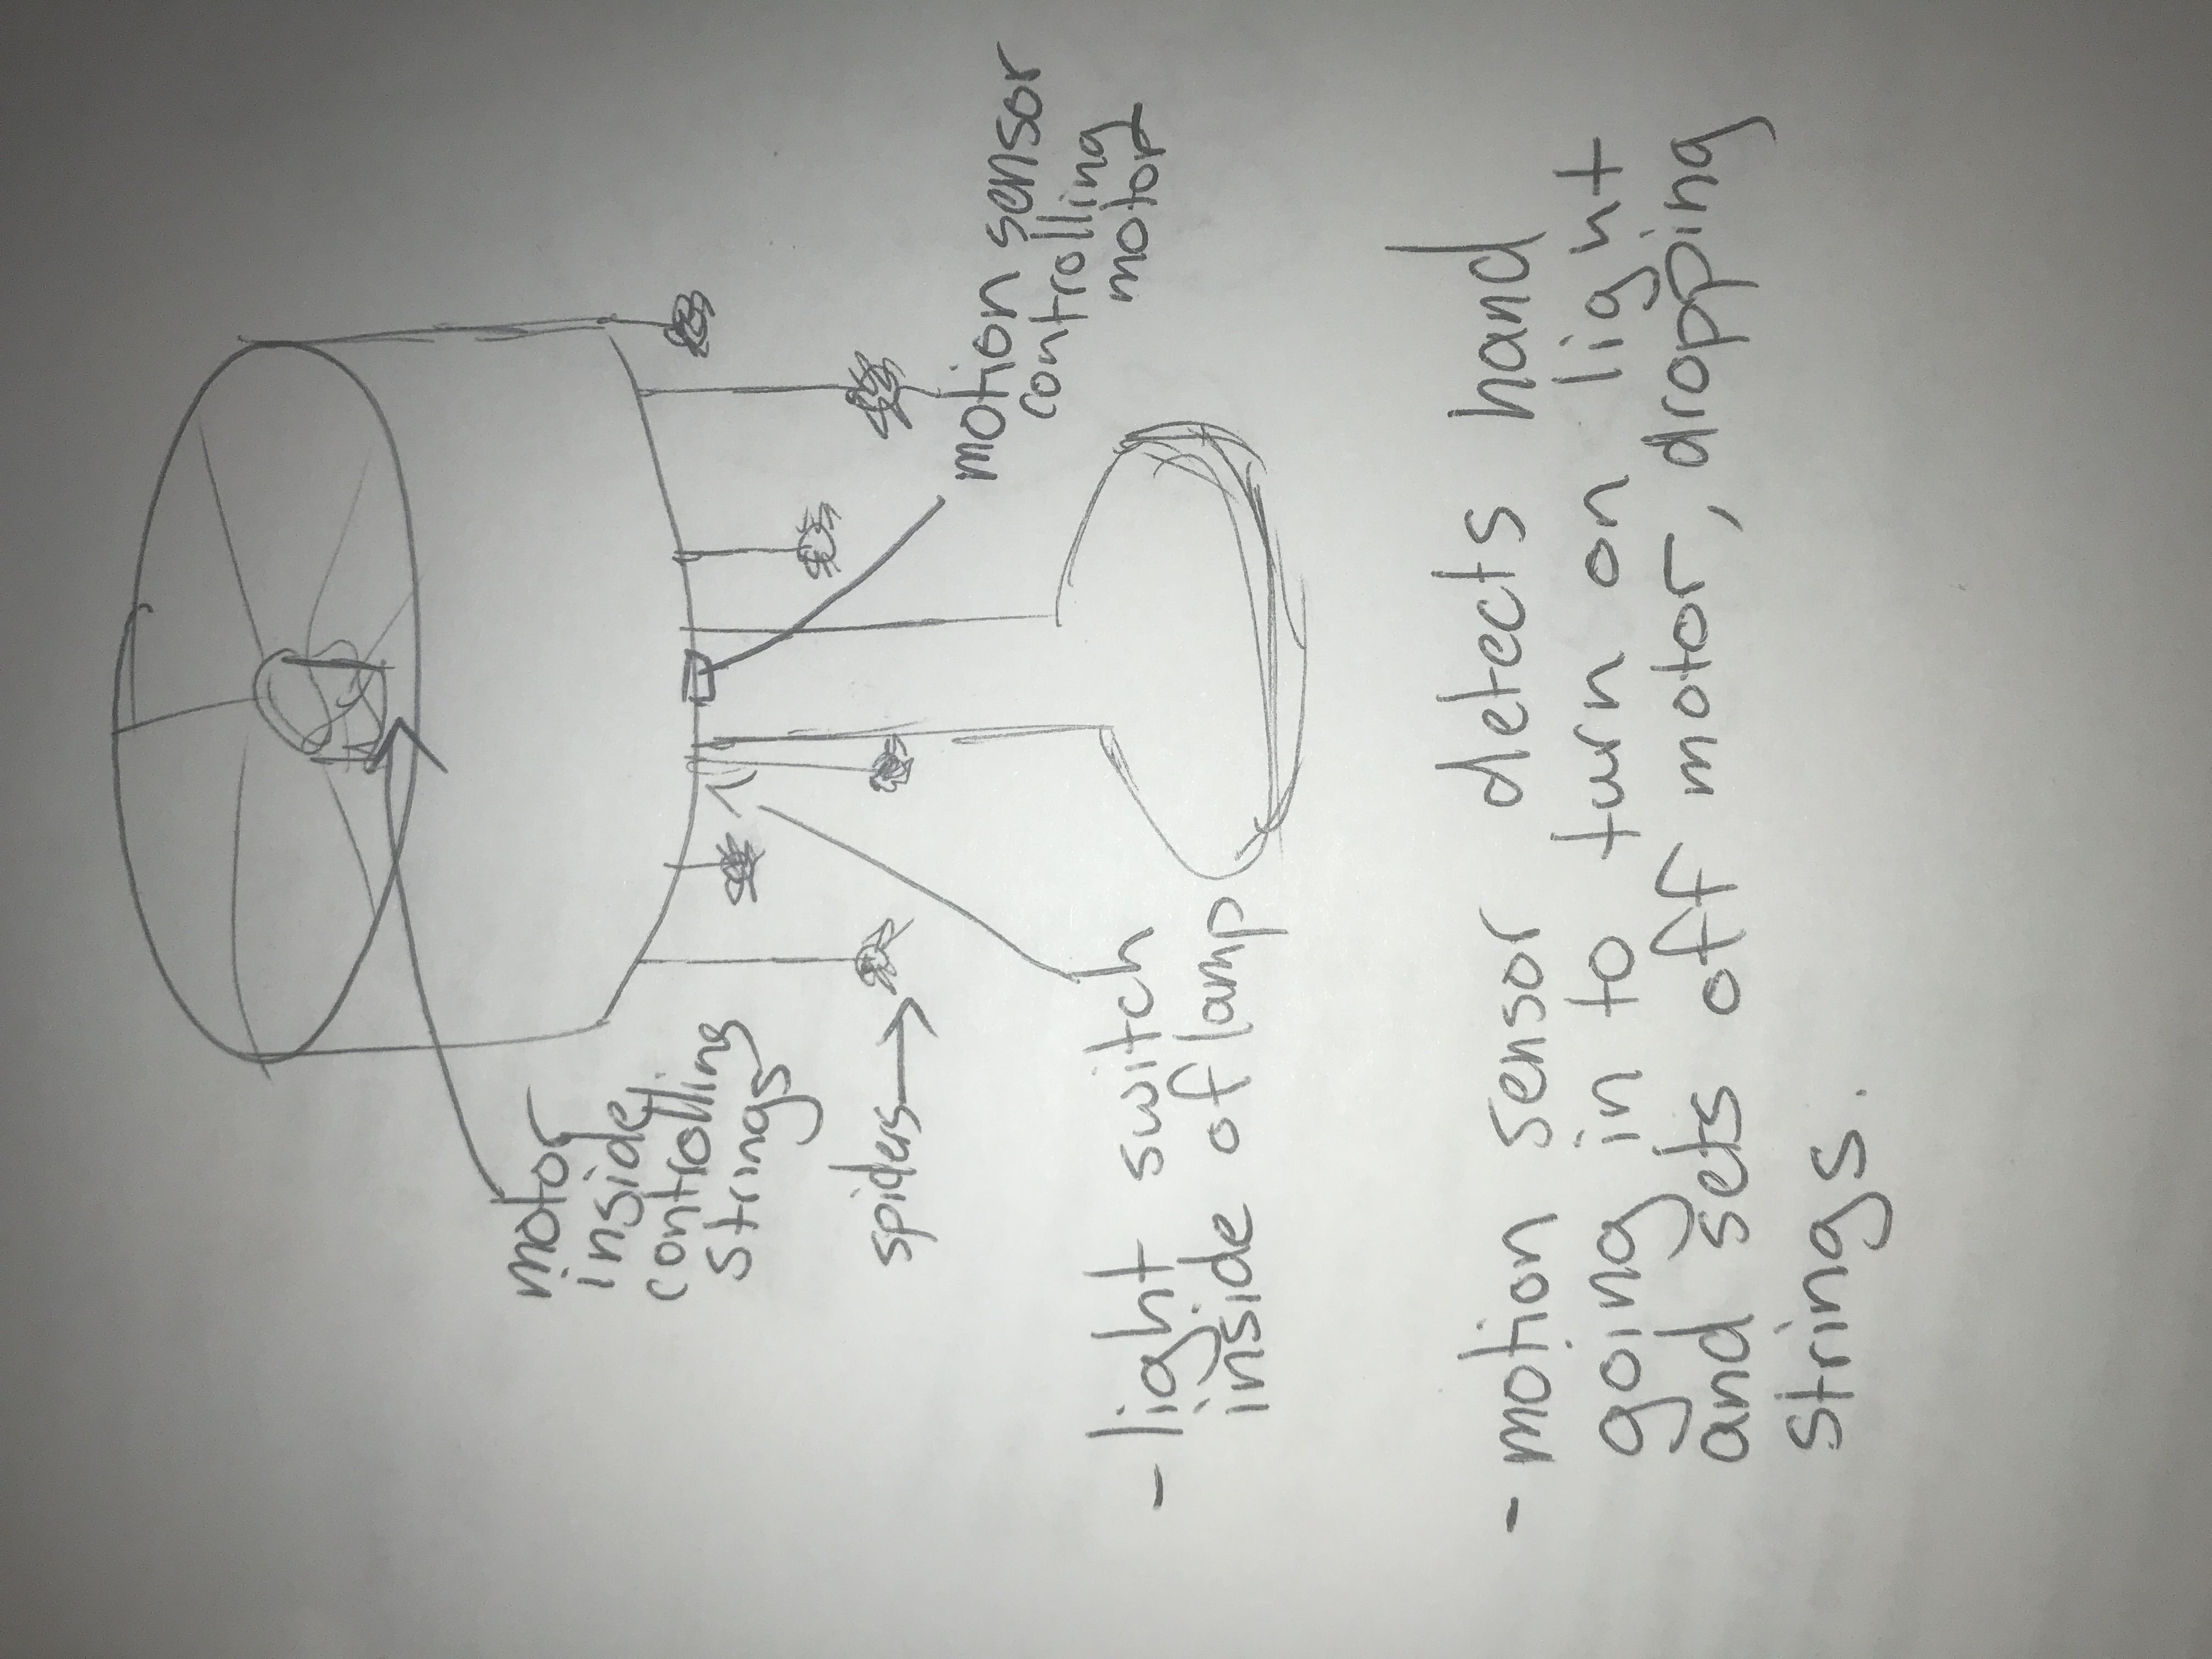 motor
inside
controlling
strings
spiders
motion sensor
controlling
motor
- light switch
inside of lamp
- motion sensor detects hand
going in to turn on light
and sets off motor, dropping
strings.